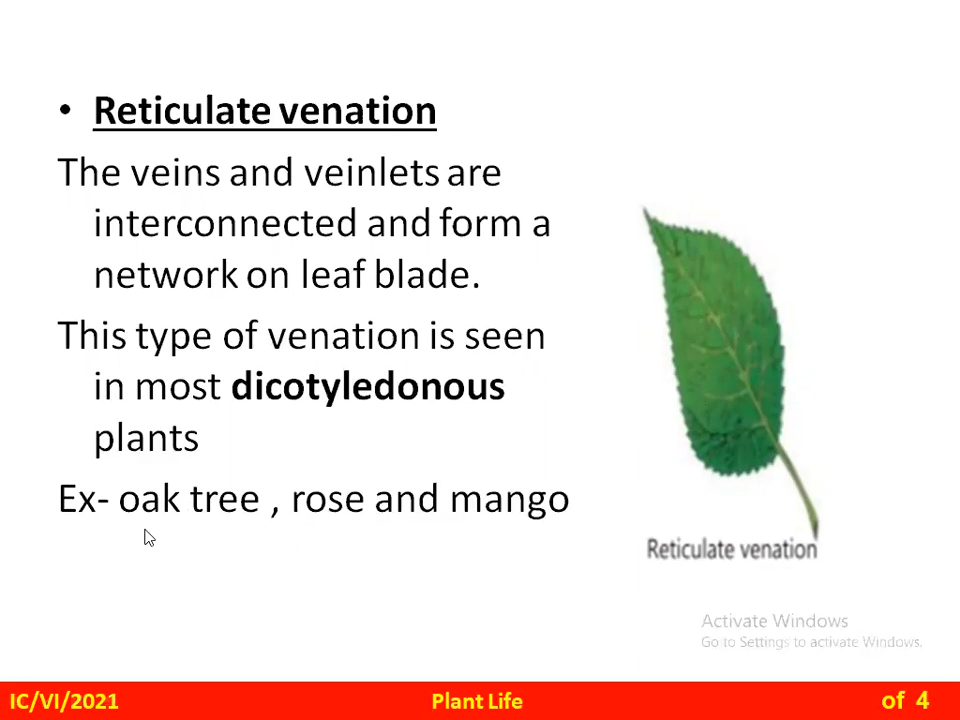 • Reticulate venation
The veins and veinlets are
interconnected and form a
network on leaf blade.
This type of venation is seen
in most dicotyledonous
plants
Ex- oak tree , rose and mango
Reticulate venation
Activate Windows
Go to Settings to activate Windows.
IC/VI/2021 Plant Life of 4